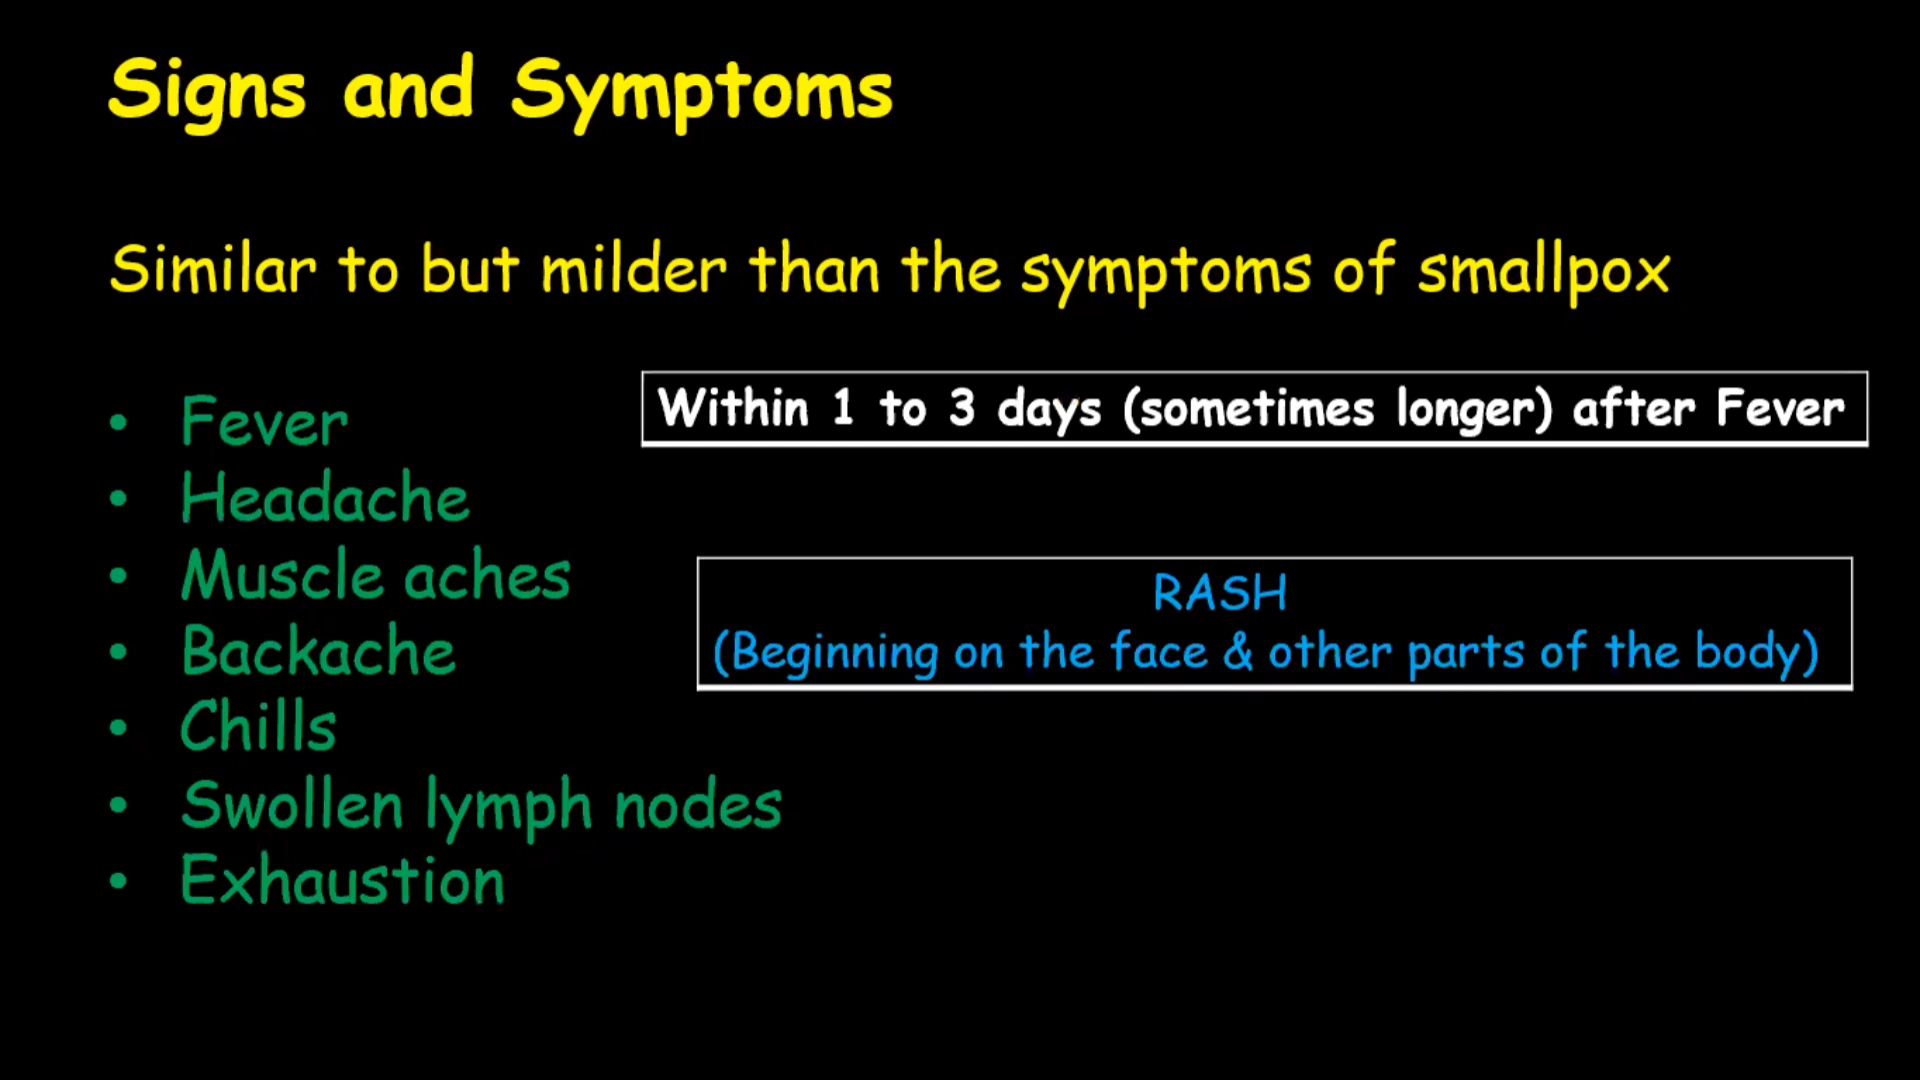 Signs and Symptoms
Similar to but milder than the symptoms of smallpox
• Fever
• Headache
• Muscle aches
• Backache
• Chills
• Swollen lymph nodes
• Exhaustion
Within 1 to 3 days (sometimes longer) after Fever
RASH
(Beginning on the face & other parts of the body)